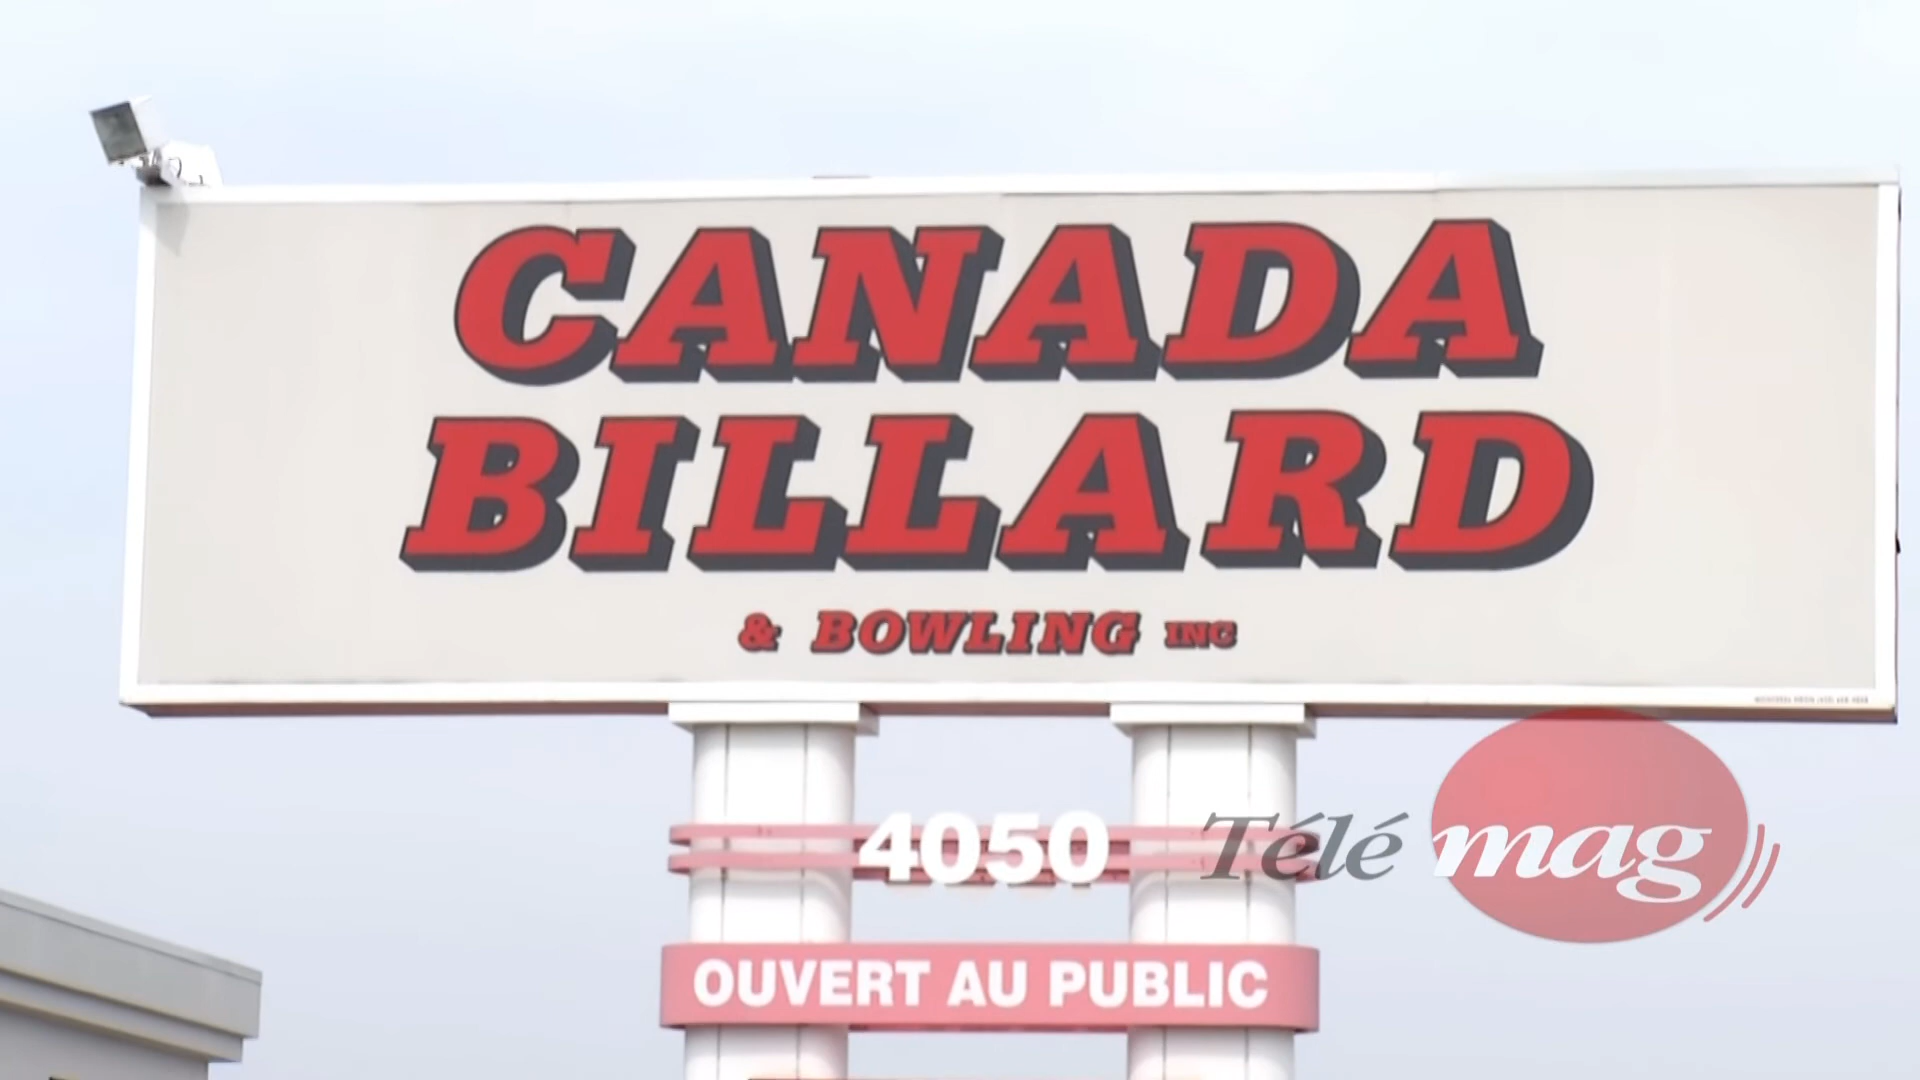 CANADA
BILLARD
& BOWLING INC
4050
Télé mag
OUVERT AU PUBLIC